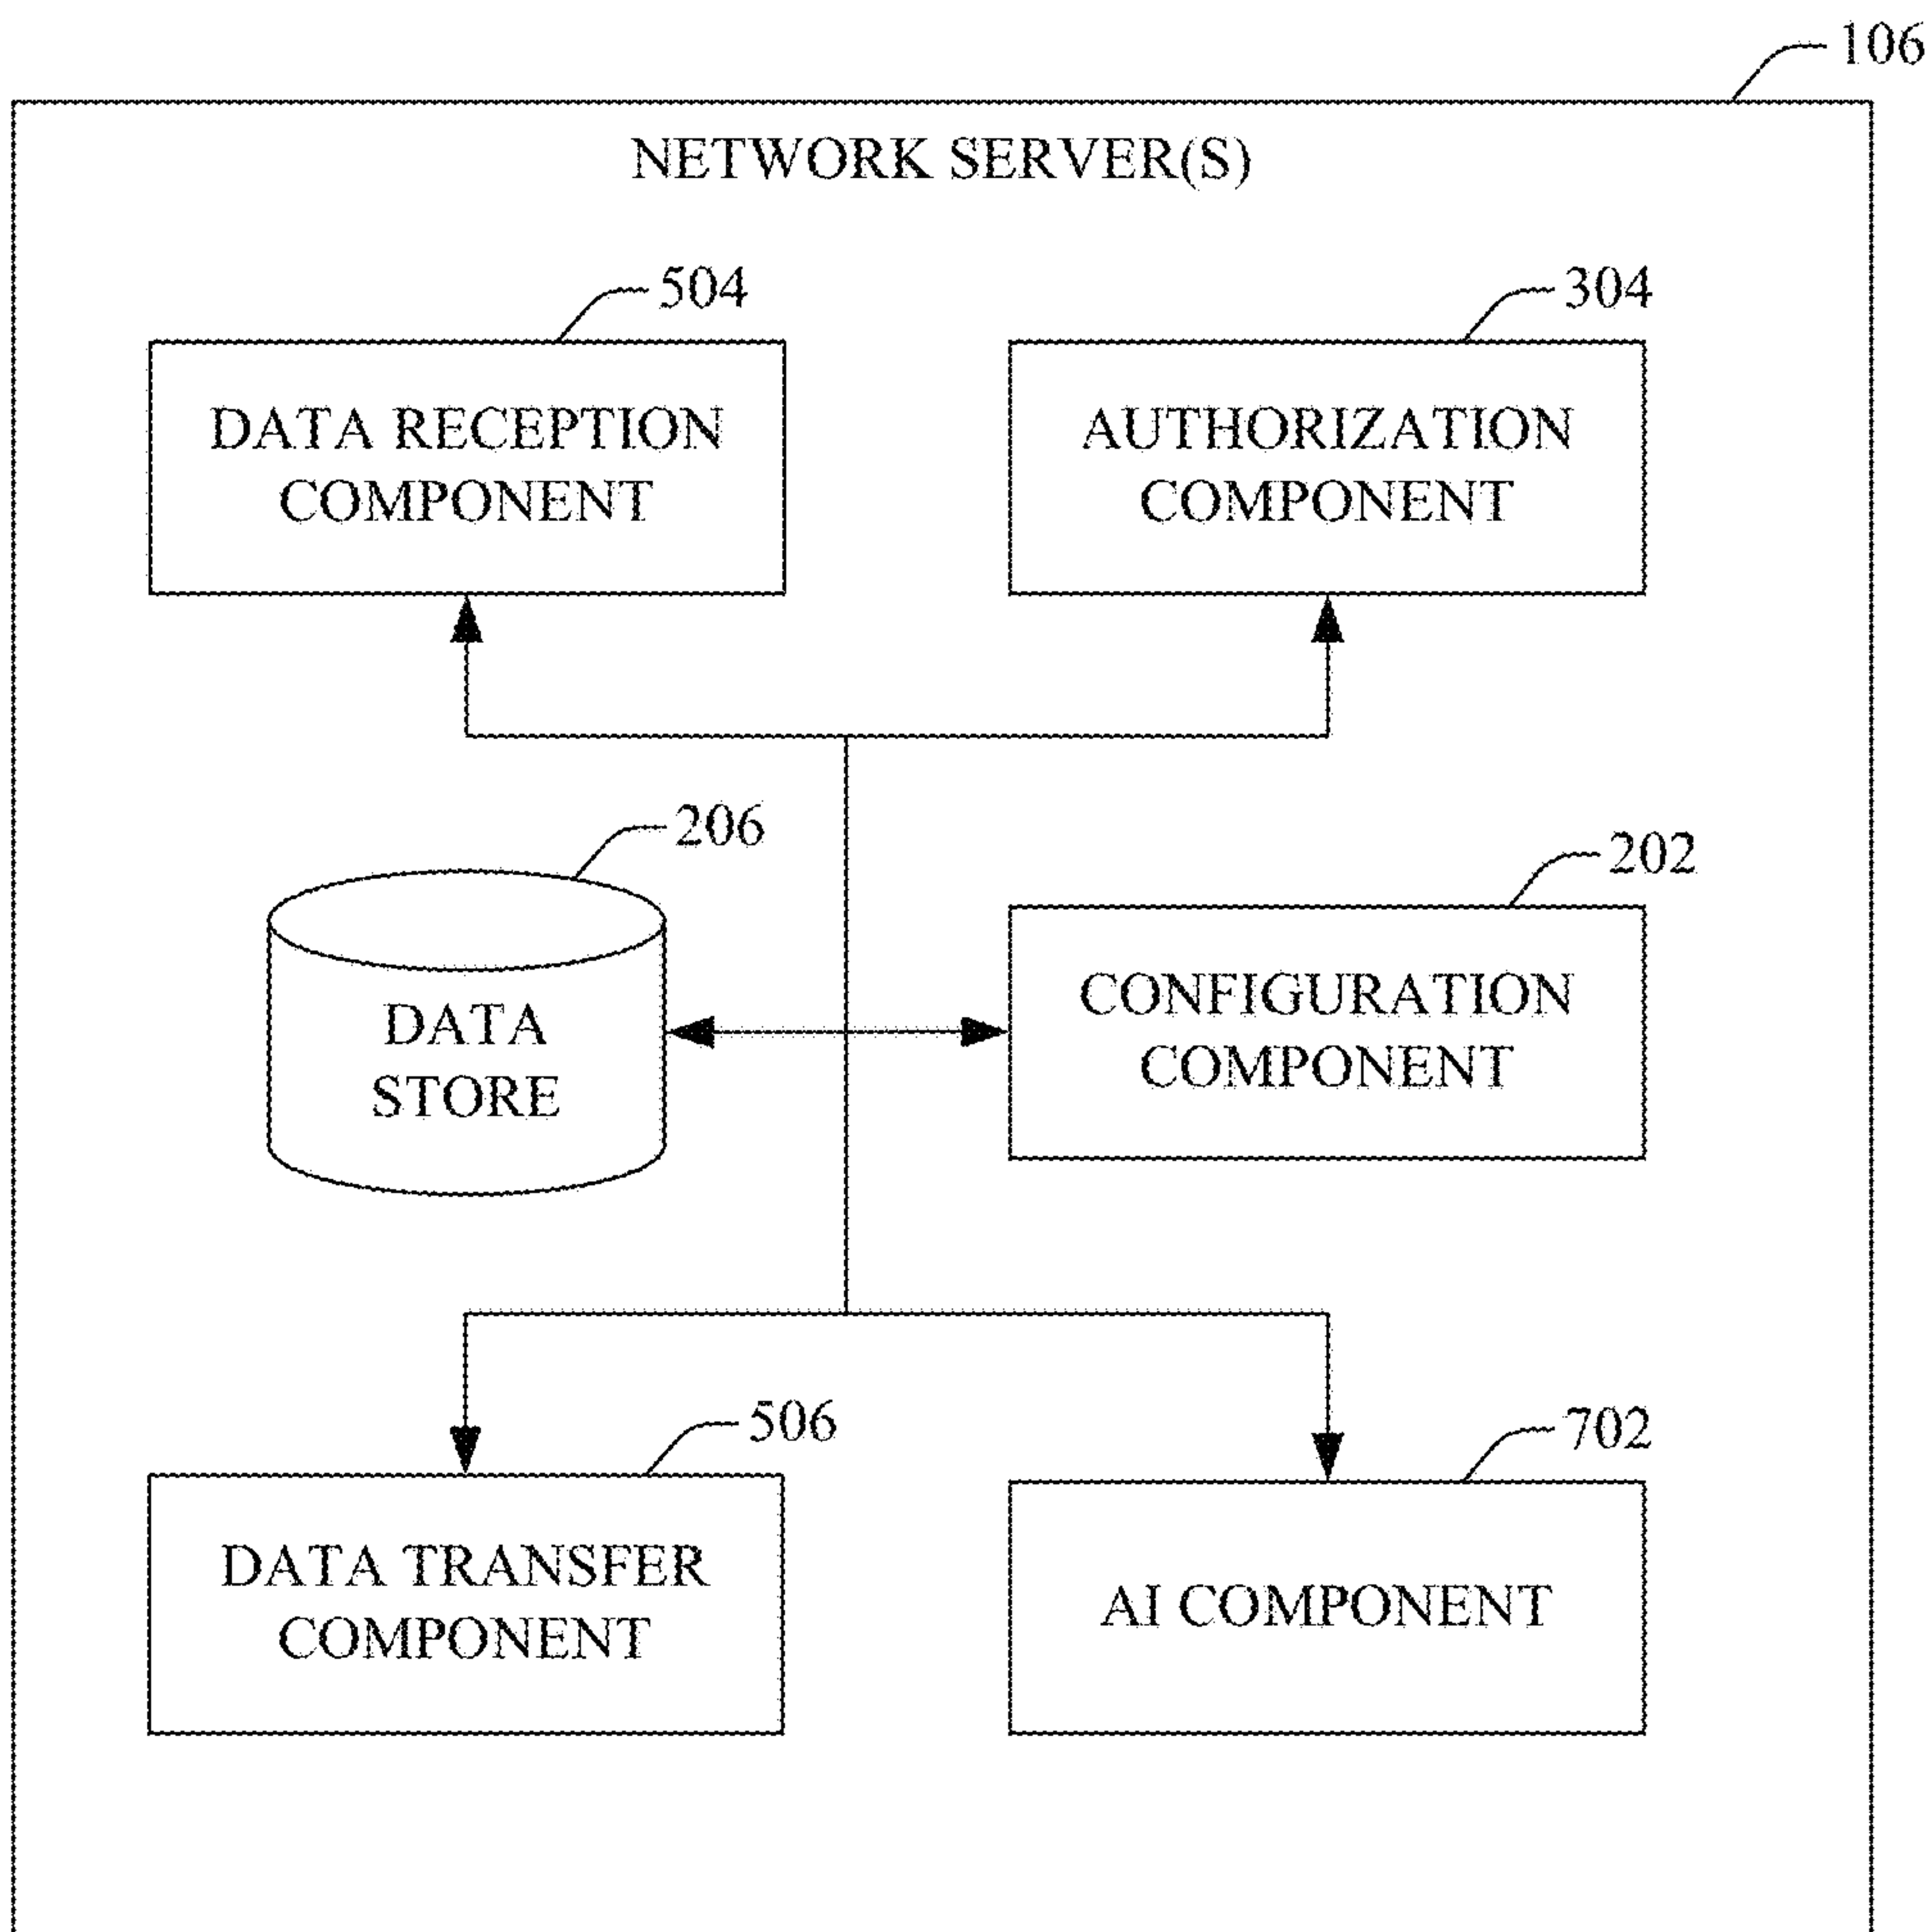 106
NETWORK SERVER(S)
504
304
DATA RECEPTION
COMPONENT
AUTHORIZATION
COMPONENT
206
202
DATA
STORE
CONFIGURATION
COMPONENT
506
702
DATA TRANSFER
COMPONENT
AI COMPONENT